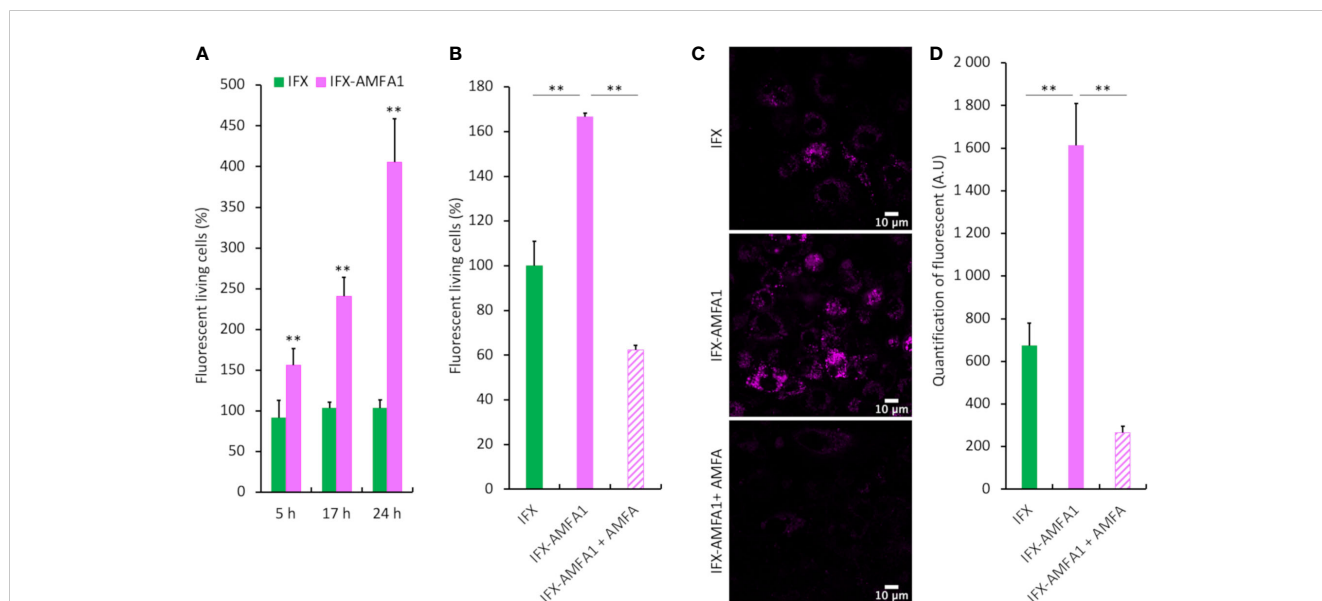 A
IFX IFX-AMFA1
Fluorescent living cells (%)
500
450
400
350
300
250
200
150
100
50
0
**
**
**
5 h 17 h 24 h
B
Fluorescent living cells (%)
180
160
140
120
100
80
60
40
20
0
** **
IFX
IFX-AMFA1
IFX-AMFA1 + AMFA
C
IFX
10 µm
IFX-AMFA1
10 µm
IFX-AMFA1+ AMFA
10 µm
D
Quantification of fluorescent (A.U)
2 000
1 800
1 600
1 400
1 200
1 000
800
600
400
200
0
** **
IFX
IFX-AMFA1
IFX-AMFA1 + AMFA